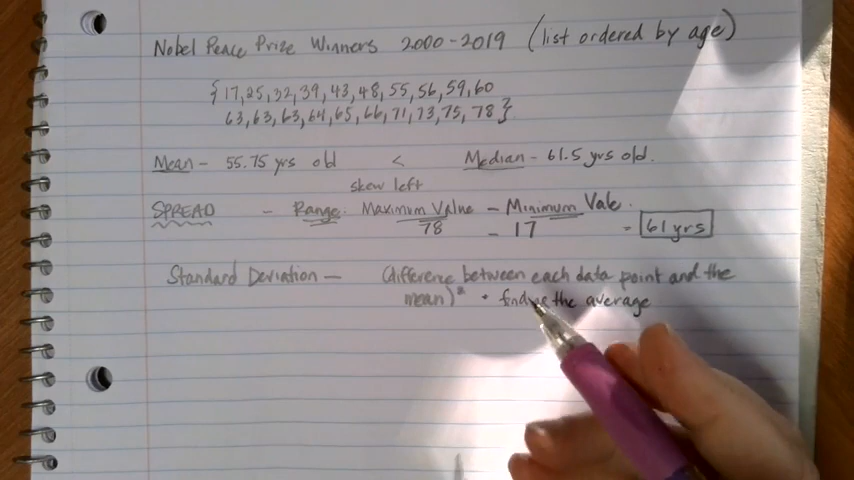 Nobel Peace Prize Winners 2000-2019 (list ordered by age)
{17,25,32,39,43,48,55,56,59,60
63,63,63,64,65,66,71,73,75,78}
Mean- 55.75 yrs old < Median- 61.5 yrs old.
skew left
SPREAD - Range: Maximum Value - Minimum Vale.
78 - 17 = 61 yrs
Standard Deviation- (difference between each data point and the
mean)² • finding the average